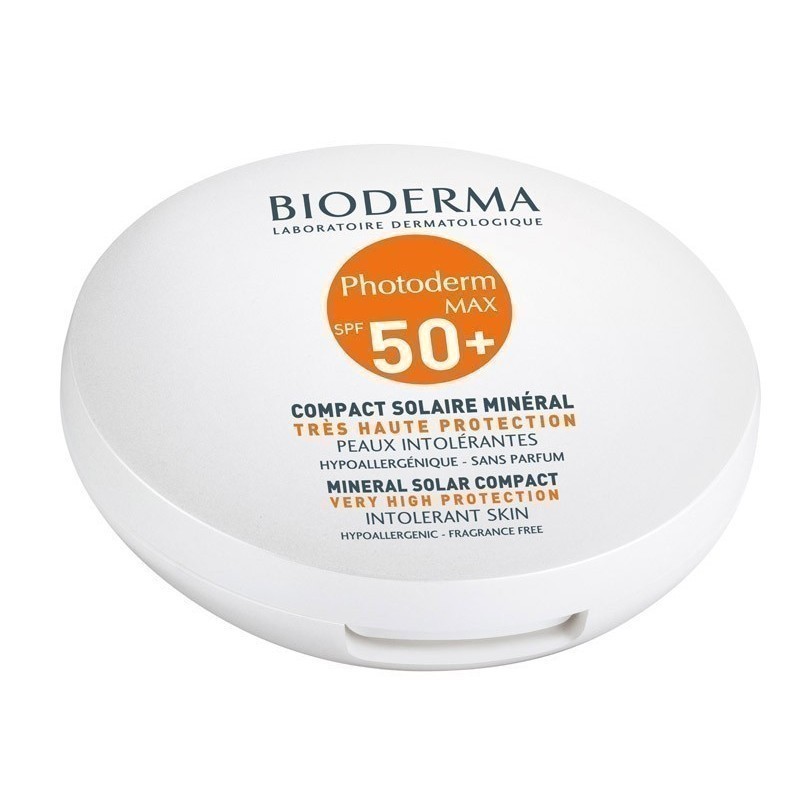 BIODERMA
LABORATOIRE DERMATOLOGIQUE
Photoderm
MAX
SPF 50+
COMPACT SOLAIRE MINÉRAL
TRÈS HAUTE PROTECTION
PEAUX INTOLÉRANTES
HYPOALLERGÉNIQUE - SANS PARFUM
MINERAL SOLAR COMPACT
VERY HIGH PROTECTION
INTOLERANT SKIN
HYPOALLERGENIC - FRAGRANCE FREE